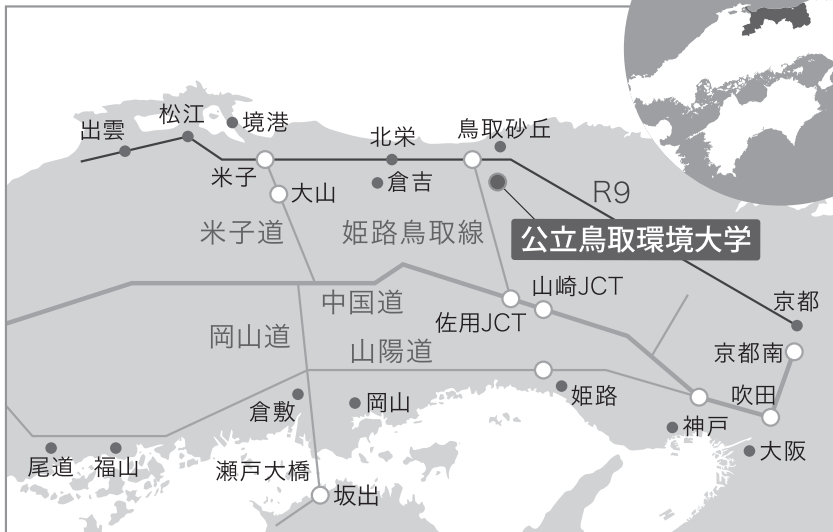 松江
境港
出雲
北栄
鳥取砂丘
米子
大山
倉吉
R9
米子道
姫路鳥取線
公立鳥取環境大学
山崎JCT
中国道
佐用JCT
京都
岡山道
山陽道
京都南
吹田
姫路
倉敷
岡山
神戸
大阪
尾道
福山
瀬戸大橋
坂出